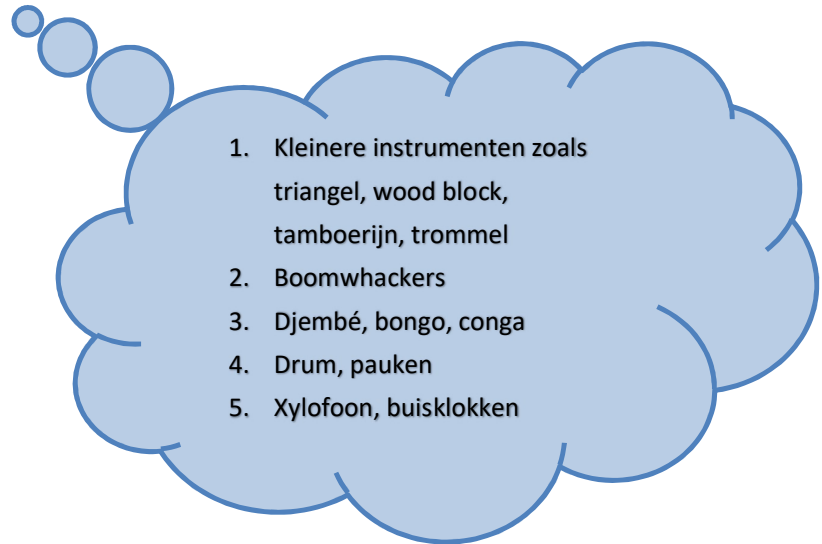 1. Kleinere instrumenten zoals
triangel, wood block,
tamboerijn, trommel
2. Boomwhackers
3. Djembé, bongo, conga
4. Drum, pauken
5. Xylofoon, buisklokken